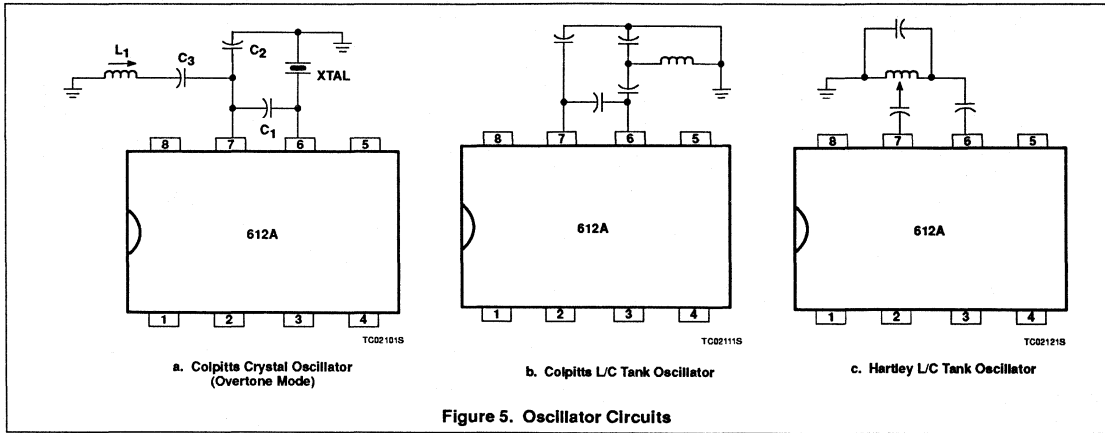 L1
C3
C2
XTAL
C1
8 7 6 5
612A
1 2 3 4
TC02101S
a. Colpitts Crystal Oscillator
(Overtone Mode)
8 7 6 5
612A
1 2 3 4
TC02111S
b. Colpitts L/C Tank Oscillator
8 7 6 5
612A
1 2 3 4
TC02121S
c. Hartley L/C Tank Oscillator
Figure 5. Oscillator Circuits